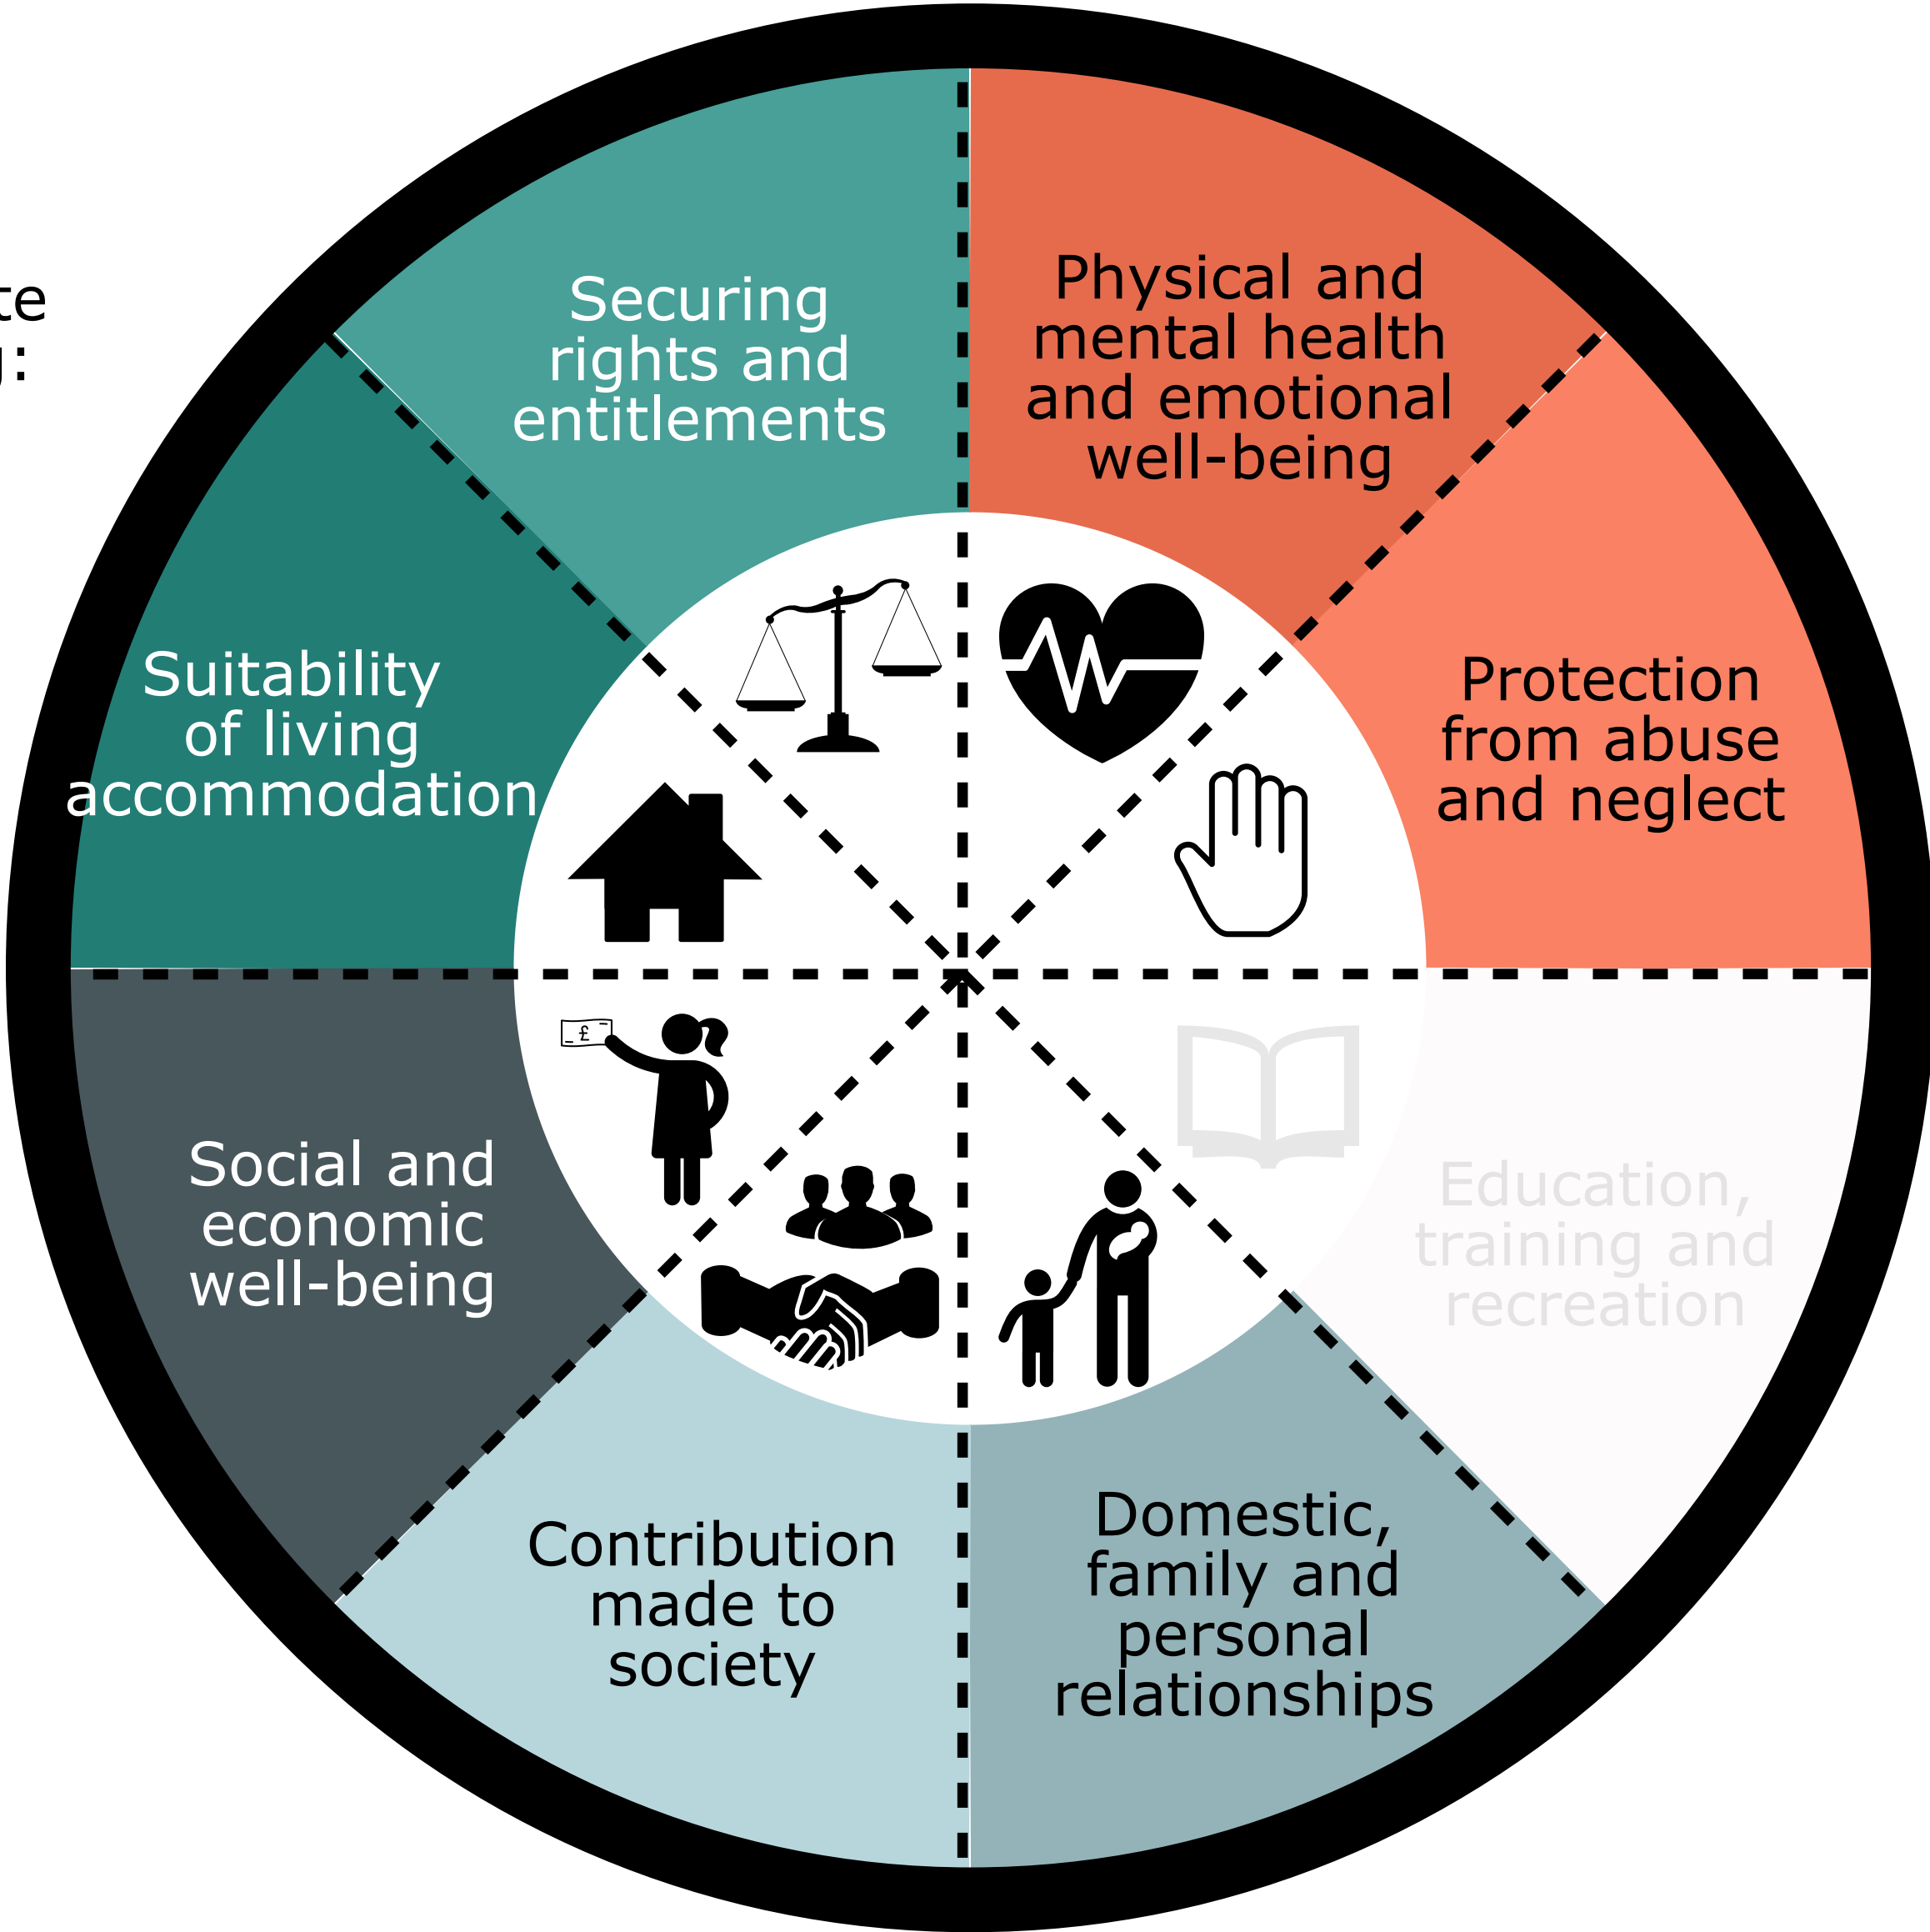 te
:
Securing
rights and
entitlements
Physical and
mental health
and emotional
well-being
Protection
from abuse
and neglect
Education,
training and
recreation
Domestic,
family and
personal
relationships
Contribution
made to
society
Social and
economic
well-being
£
Suitability
of living
accommodation